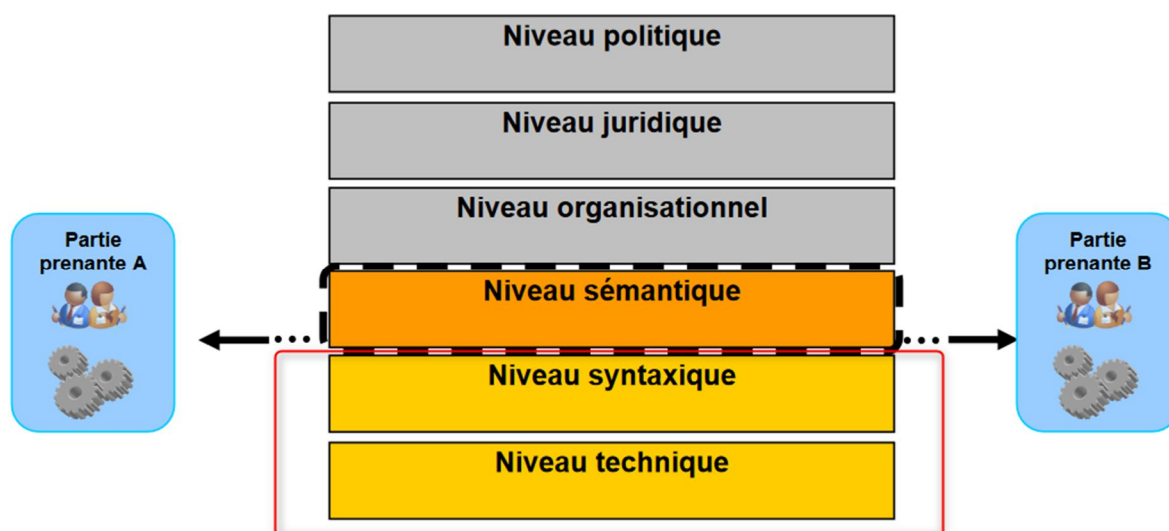 Niveau politique
Niveau juridique
Niveau organisationnel
Partie
prenante A
Niveau sémantique
Partie
prenante B
Niveau syntaxique
Niveau technique